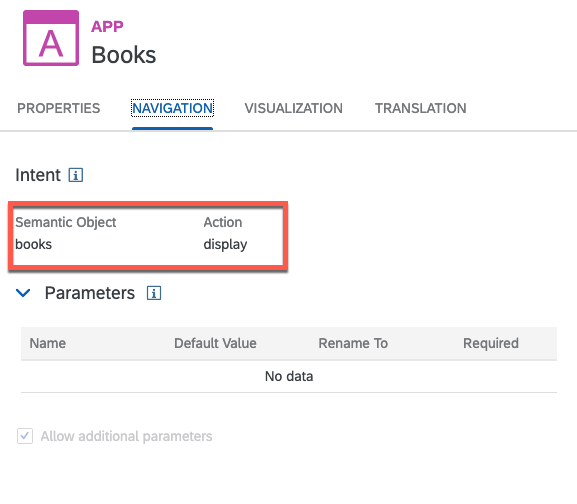 A
APP
Books
PROPERTIES NAVIGATION VISUALIZATION TRANSLATION
Intent i
Semantic Object Action
books display
Parameters i
Name Default Value Rename To Required
No data
Allow additional parameters